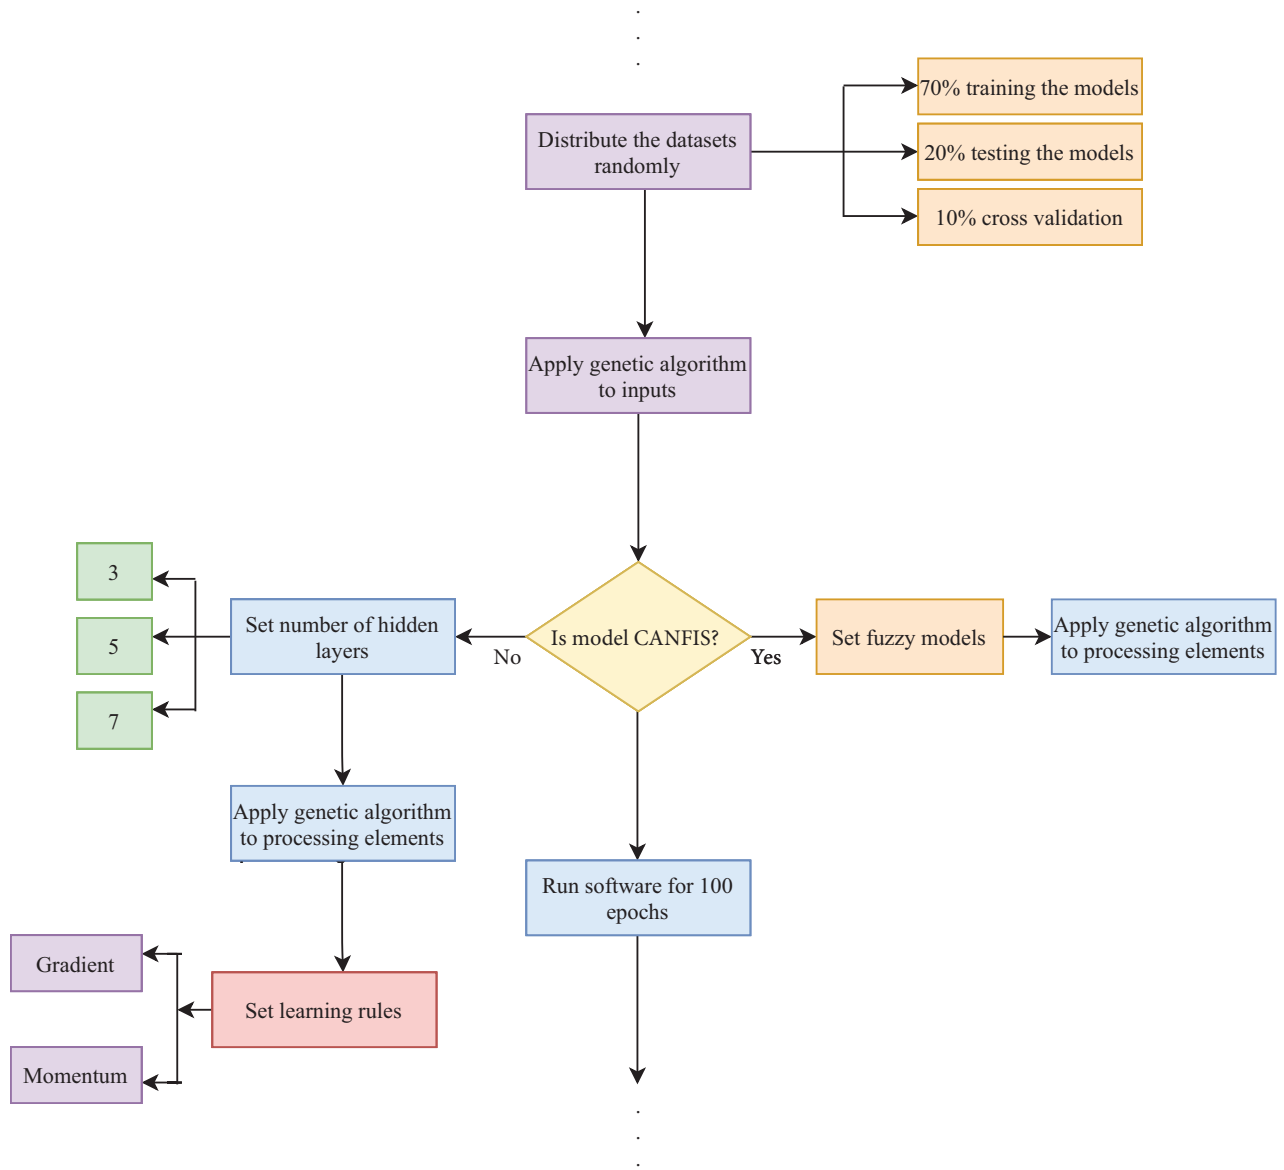 70% training the models
Distribute the datasets
randomly
20% testing the models
10% cross validation
Apply genetic algorithm
to inputs
3
5
7
Set number of hidden
layers
No
Is model CANFIS?
Yes
Set fuzzy models
Apply genetic algorithm
to processing elements
Apply genetic algorithm
to processing elements
Run software for 100
epochs
Gradient
Set learning rules
Momentum